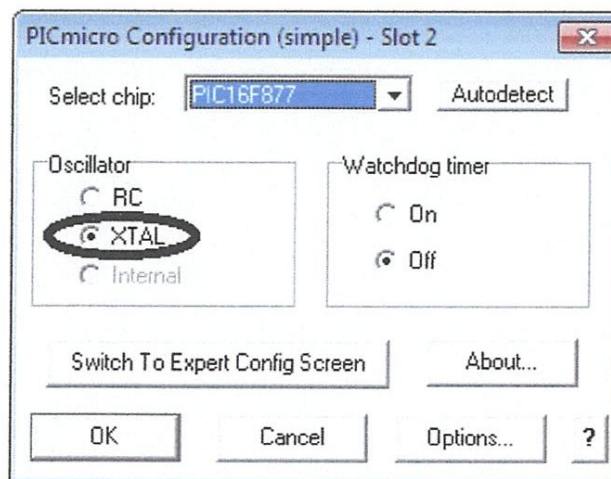 PICmicro Configuration (simple) - Slot 2
Select chip: PIC16F877 Autodetect
Oscillator
RC
XTAL
Internal
Watchdog timer
On
Off
Switch To Expert Config Screen About...
OK Cancel Options... ?